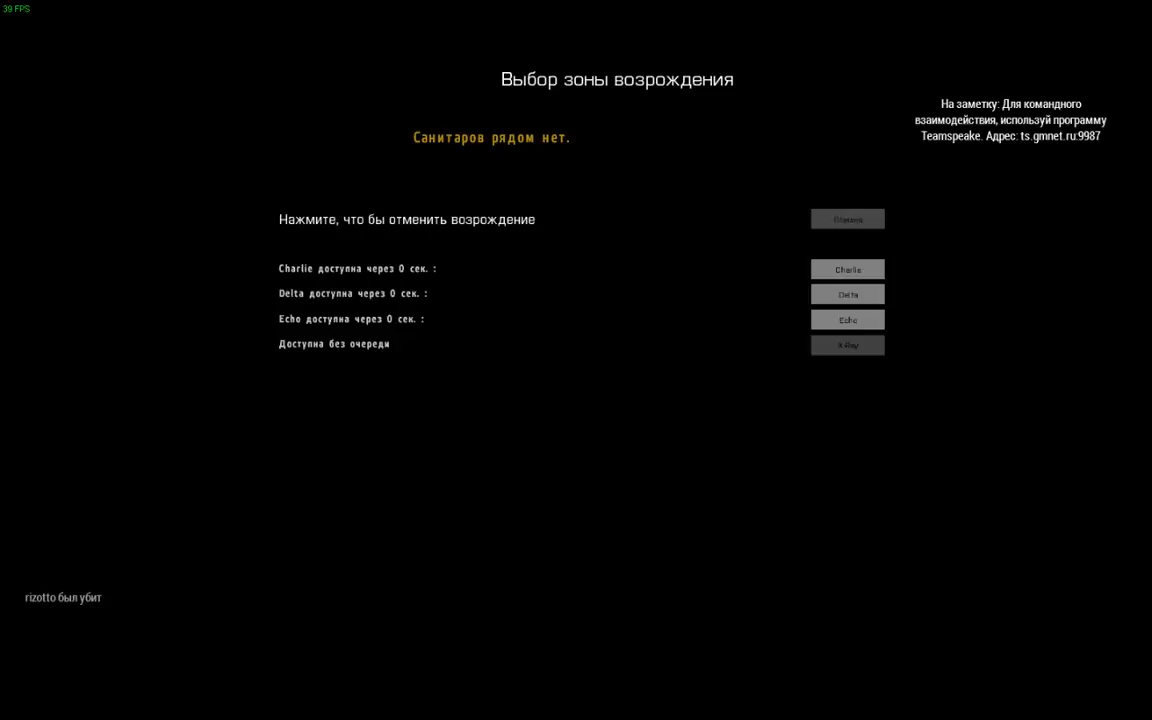 39 FPS
Выбор зоны возрождения
На заметку: Для командного
взаимодействия, используй программу
Teamspeake. Адрес: ts.gmnet.ru:9987
Санитаров рядом нет.
Нажмите, что бы отменить возрождение
Charlie доступна через 0 сек. :
Charlie
Delta доступна через 0 сек. :
Delta
Echo доступна через 0 сек. :
Echo
Доступна без очереди
X-Ray
rizotto был убит